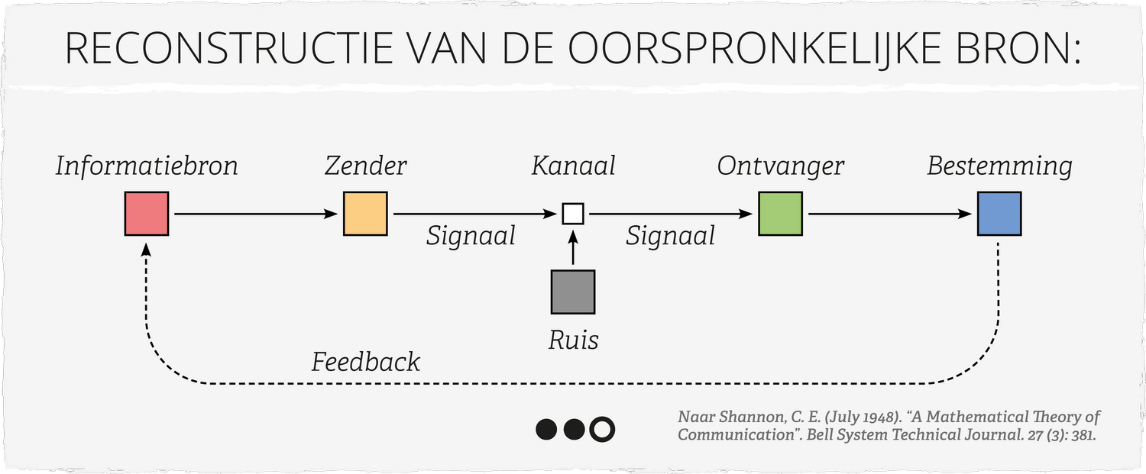 RECONSTRUCTIE VAN DE OORSPRONKELIJKE BRON:
Informatiebron
Zender
Kanaal
Ontvanger
Bestemming
Signaal
Signaal
Ruis
Feedback
Naar Shannon, C. E. (July 1948). “A Mathematical Theory of
Communication”. Bell System Technical Journal. 27 (3): 381.